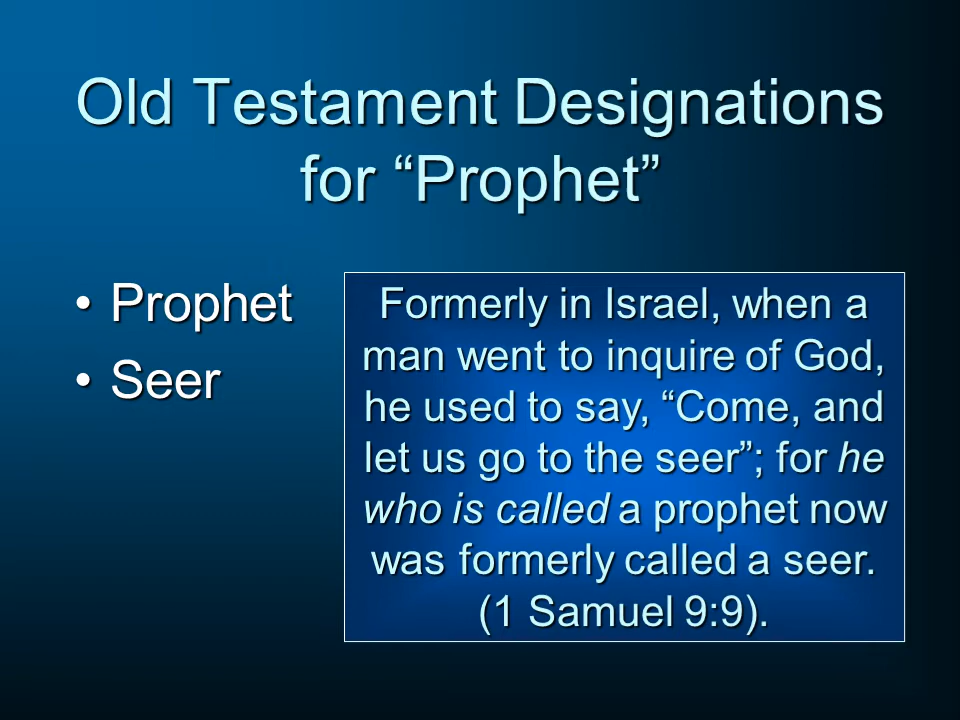 Old Testament Designations
for “Prophet”
• Prophet
• Seer
Formerly in Israel, when a
man went to inquire of God,
he used to say, “Come, and
let us go to the seer”; for he
who is called a prophet now
was formerly called a seer.
(1 Samuel 9:9).